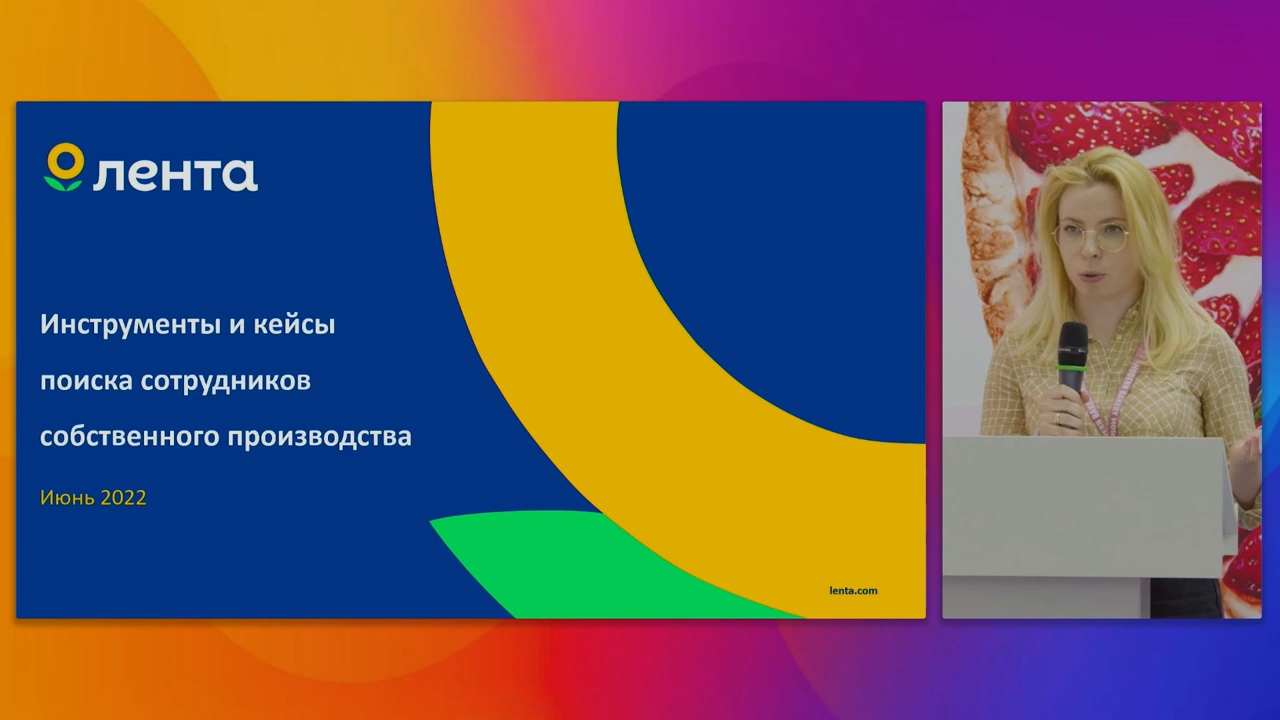 лента
Инструменты и кейсы
поиска сотрудников
собственного производства
Июнь 2022
lenta.com